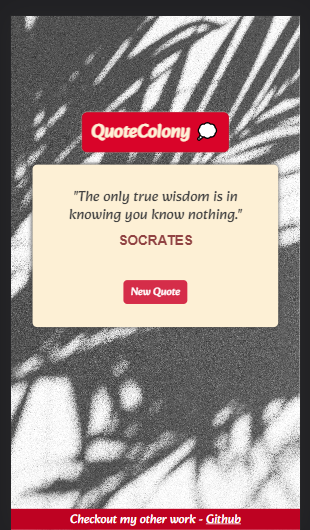 QuoteColony 💭
"The only true wisdom is in
knowing you know nothing."
SOCRATES
New Quote
Checkout my other work - Github